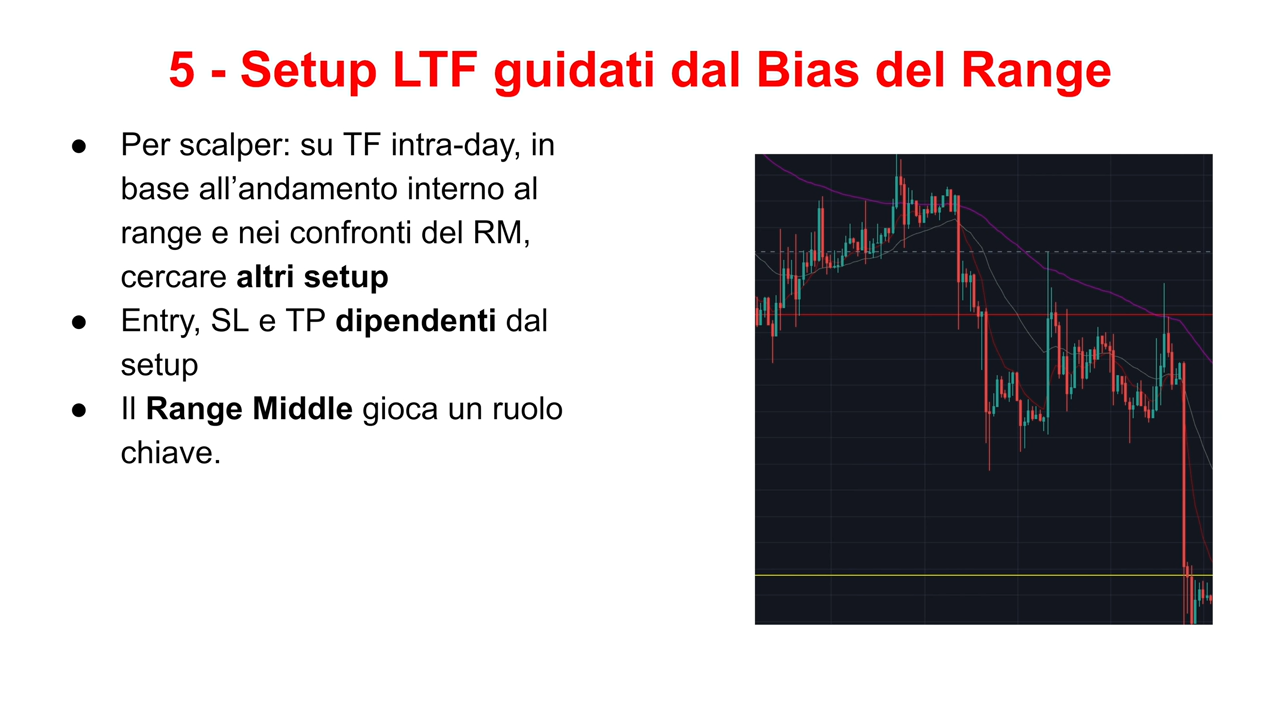 5 - Setup LTF guidati dal Bias del Range
● Per scalper: su TF intra-day, in
base all’andamento interno al
range e nei confronti del RM,
cercare altri setup
● Entry, SL e TP dipendenti dal
setup
● Il Range Middle gioca un ruolo
chiave.